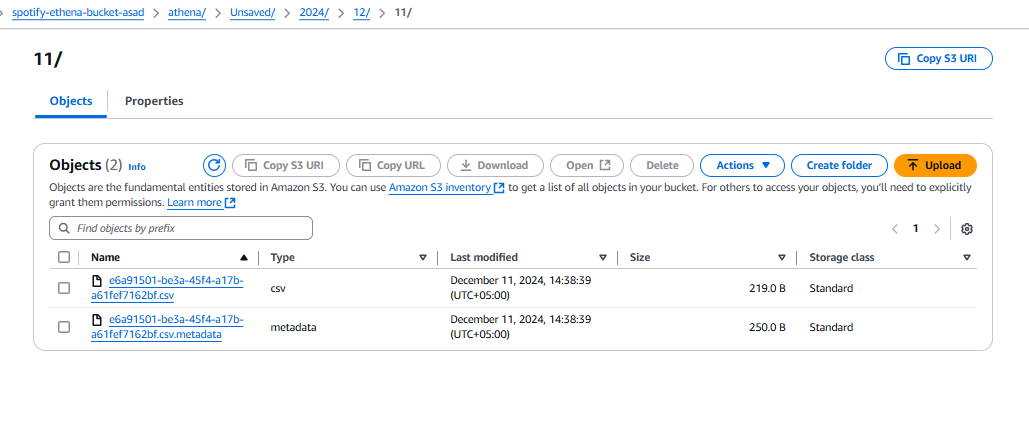 spotify-ethena-bucket-asad > athena/ > Unsaved/ > 2024/ > 12/ > 11/
11/
Copy S3 URI
Objects
Properties
Objects (2) Info
Copy S3 URI
Copy URL
Download
Open
Delete
Actions
Create folder
Upload
Objects are the fundamental entities stored in Amazon S3. You can use Amazon S3 inventory to get a list of all objects in your bucket. For others to access your objects, you'll need to explicitly
grant them permissions. Learn more
Find objects by prefix
1
Name Type Last modified Size Storage class
e6a91501-be3a-45f4-a17b- csv December 11, 2024, 14:38:39 219.0 B Standard
a61fef7162bf.csv (UTC+05:00)
e6a91501-be3a-45f4-a17b- metadata December 11, 2024, 14:38:39 250.0 B Standard
a61fef7162bf.csv.metadata (UTC+05:00)